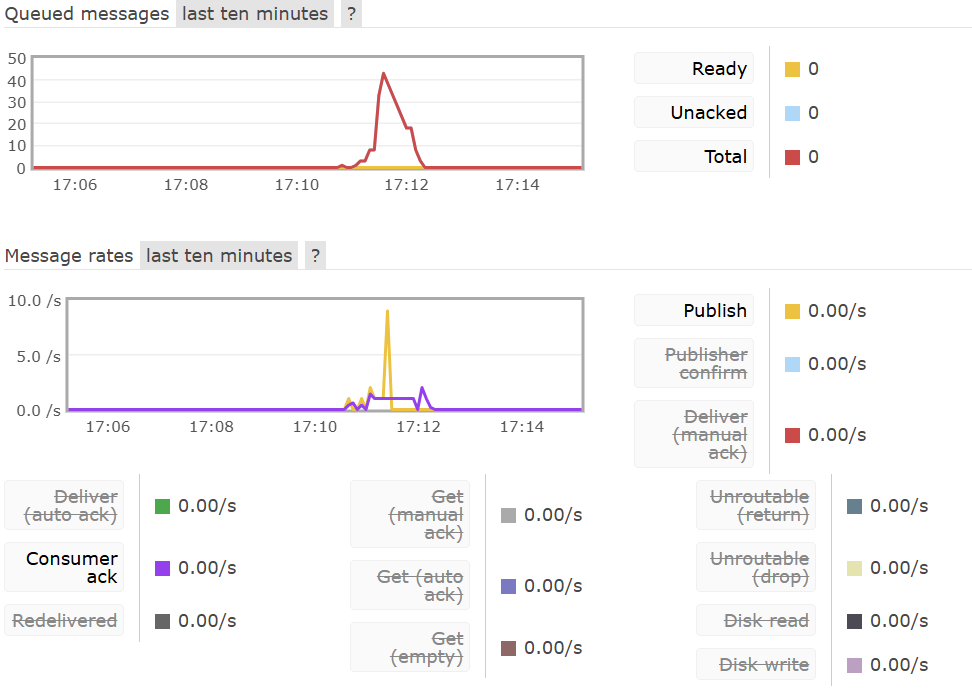 Queued messages last ten minutes ?
50
40
30
20
10
0
17:06 17:08 17:10 17:12 17:14
Ready 0
Unacked 0
Total 0
Message rates last ten minutes ?
10.0 /s
5.0 /s
0.0 /s
17:06 17:08 17:10 17:12 17:14
Publish 0.00/s
Publisher
confirm
0.00/s
Deliver
(manual
ack)
0.00/s
Deliver
(auto ack)
0.00/s
Consumer
ack
0.00/s
Redelivered 0.00/s
Get
(manual
ack)
0.00/s
Get (auto
ack)
0.00/s
Get
(empty)
0.00/s
Unroutable
(return)
0.00/s
Unroutable
(drop)
0.00/s
Disk read 0.00/s
Disk write 0.00/s